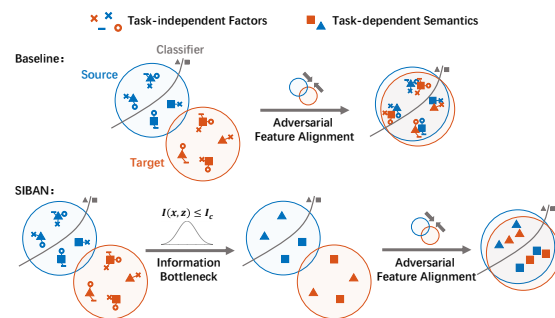 Task-independent Factors
Task-dependent Semantics
Baseline:
Classifier
Source
Target
Adversarial
Feature Alignment
SIBAN:
I(x, z) ≤ I_c
Information
Bottleneck
Adversarial
Feature Alignment